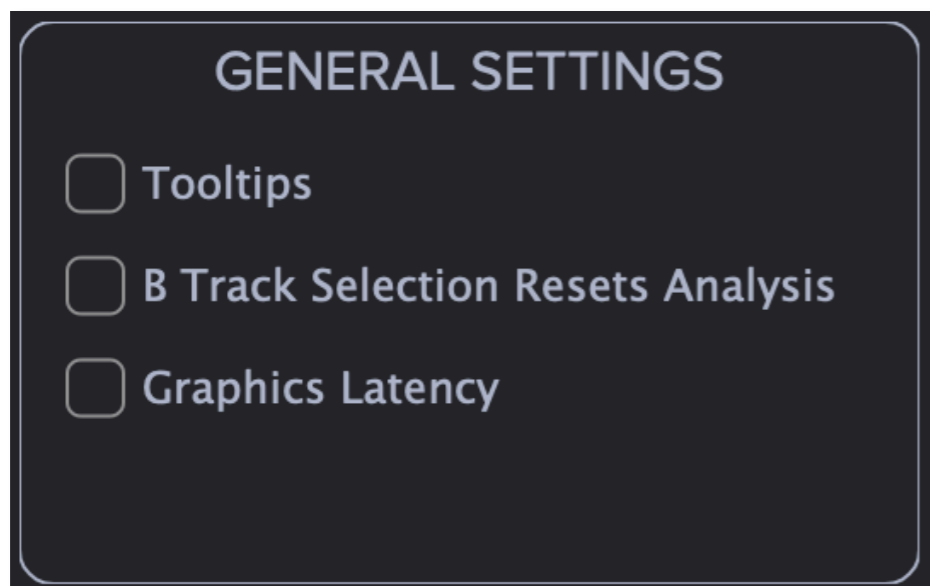 GENERAL SETTINGS
Tooltips
B Track Selection Resets Analysis
Graphics Latency